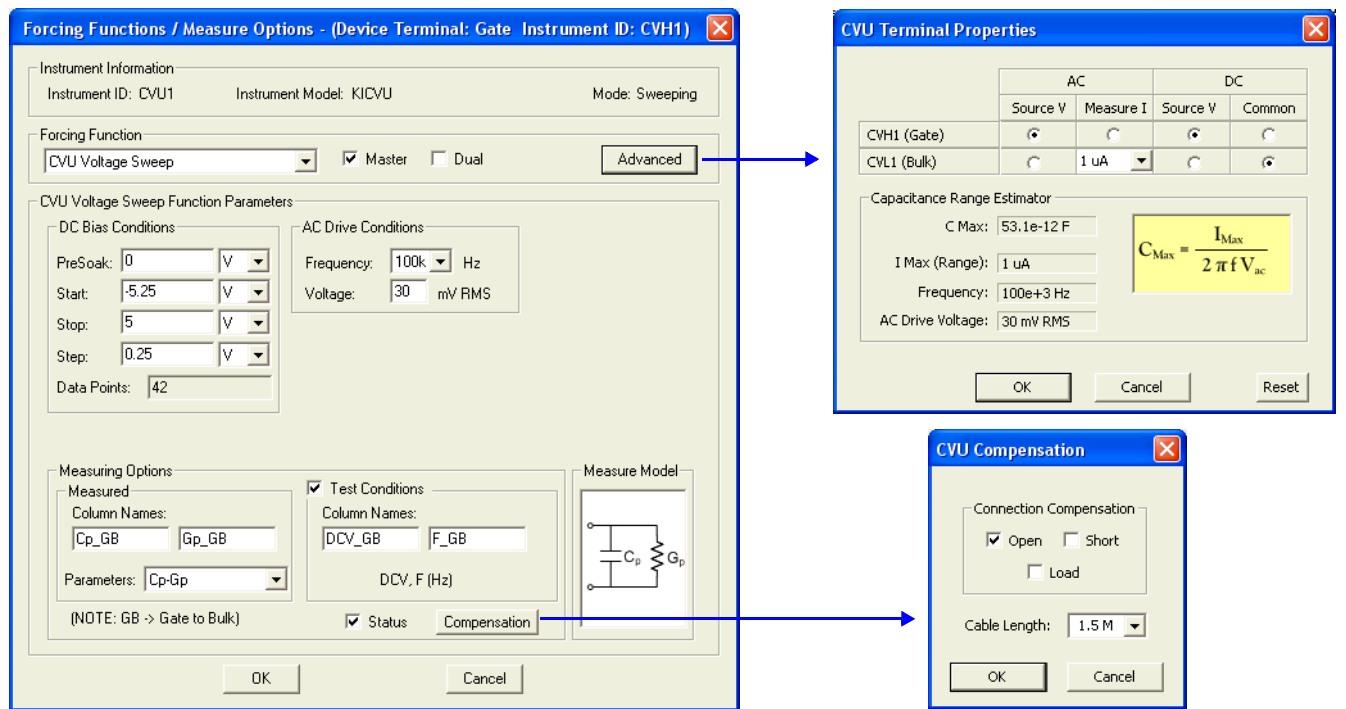 Forcing Functions / Measure Options - (Device Terminal: Gate Instrument ID: CVH1)
Instrument Information
Instrument ID: CVU1 Instrument Model: KICVU Mode: Sweeping
Forcing Function
CVU Voltage Sweep Master Dual Advanced
CVU Voltage Sweep Function Parameters
DC Bias Conditions
PreSoak: 0 V
Start: -5.25 V
Stop: 5 V
Step: 0.25 V
Data Points: 42
AC Drive Conditions
Frequency: 100k Hz
Voltage: 30 mV RMS
Measuring Options
Measured
Column Names:
Cp_GB Gp_GB
Parameters: Cp-Gp
(NOTE: GB -> Gate to Bulk)
Test Conditions
Column Names:
DCV_GB F_GB
DCV, F (Hz)
Status Compensation
Measure Model
Cp Gp
OK Cancel
CVU Terminal Properties
AC DC
Source V Measure I Source V Common
CVH1 (Gate)
CVL1 (Bulk) 1 uA
Capacitance Range Estimator
C Max: 53.1e-12 F
I Max (Range): 1 uA
Frequency: 100e+3 Hz
AC Drive Voltage: 30 mV RMS
CMax = IMax
2 π f Vac
OK Cancel Reset
CVU Compensation
Connection Compensation
Open Short
Load
Cable Length: 1.5 M
OK Cancel